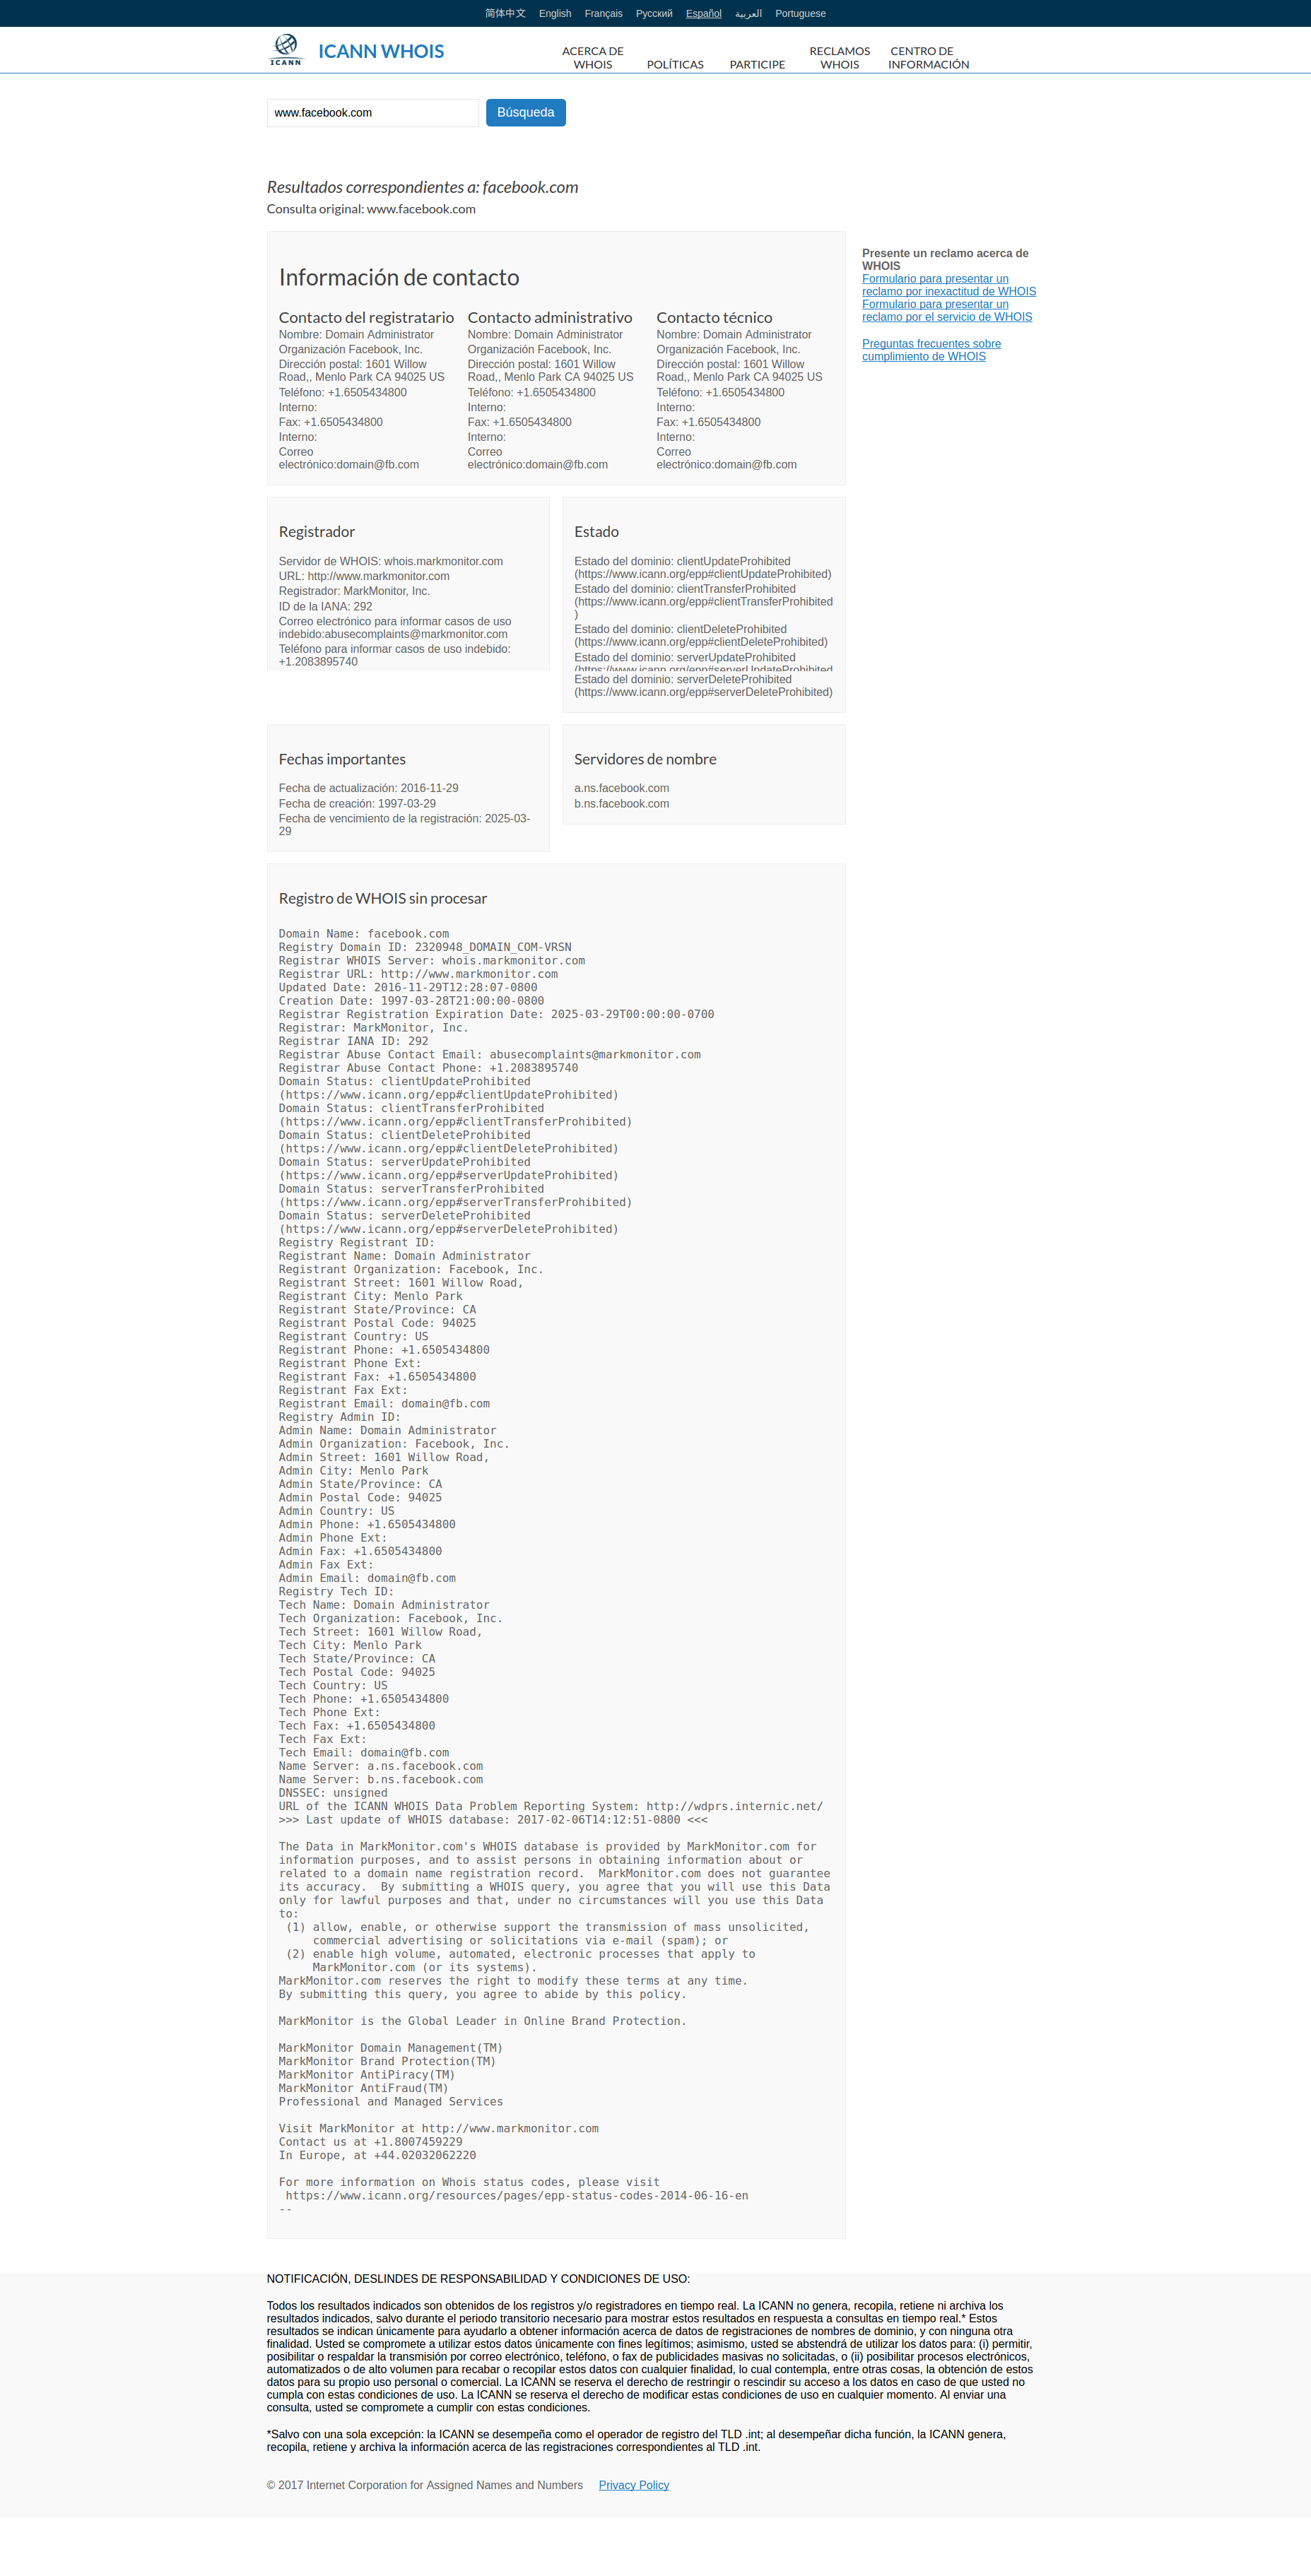 简体中文 English Français Русский Español العربية Portuguese
ICANN
ICANN WHOIS
ACERCA DE
WHOIS
POLÍTICAS
PARTICIPE
RECLAMOS
WHOIS
CENTRO DE
INFORMACIÓN
www.facebook.com
Búsqueda
Resultados correspondientes a: facebook.com
Consulta original: www.facebook.com
Información de contacto
Contacto del registratario
Nombre: Domain Administrator
Organización Facebook, Inc.
Dirección postal: 1601 Willow
Road,, Menlo Park CA 94025 US
Teléfono: +1.6505434800
Interno:
Fax: +1.6505434800
Interno:
Correo
electrónico:domain@fb.com
Contacto administrativo
Nombre: Domain Administrator
Organización Facebook, Inc.
Dirección postal: 1601 Willow
Road,, Menlo Park CA 94025 US
Teléfono: +1.6505434800
Interno:
Fax: +1.6505434800
Interno:
Correo
electrónico:domain@fb.com
Contacto técnico
Nombre: Domain Administrator
Organización Facebook, Inc.
Dirección postal: 1601 Willow
Road,, Menlo Park CA 94025 US
Teléfono: +1.6505434800
Interno:
Fax: +1.6505434800
Interno:
Correo
electrónico:domain@fb.com
Presente un reclamo acerca de
WHOIS
Formulario para presentar un
reclamo por inexactitud de WHOIS
Formulario para presentar un
reclamo por el servicio de WHOIS
Preguntas frecuentes sobre
cumplimiento de WHOIS
Registrador
Servidor de WHOIS: whois.markmonitor.com
URL: http://www.markmonitor.com
Registrador: MarkMonitor, Inc.
ID de la IANA: 292
Correo electrónico para informar casos de uso
indebido:abusecomplaints@markmonitor.com
Teléfono para informar casos de uso indebido:
+1.2083895740
Estado
Estado del dominio: clientUpdateProhibited
(https://www.icann.org/epp#clientUpdateProhibited)
Estado del dominio: clientTransferProhibited
(https://www.icann.org/epp#clientTransferProhibited
)
Estado del dominio: clientDeleteProhibited
(https://www.icann.org/epp#clientDeleteProhibited)
Estado del dominio: serverUpdateProhibited
(https://www.icann.org/epp#serverUpdateProhibited
Estado del dominio: serverDeleteProhibited
(https://www.icann.org/epp#serverDeleteProhibited)
Fechas importantes
Fecha de actualización: 2016-11-29
Fecha de creación: 1997-03-29
Fecha de vencimiento de la registración: 2025-03-
29
Servidores de nombre
a.ns.facebook.com
b.ns.facebook.com
Registro de WHOIS sin procesar
Domain Name: facebook.com
Registry Domain ID: 2320948_DOMAIN_COM-VRSN
Registrar WHOIS Server: whois.markmonitor.com
Registrar URL: http://www.markmonitor.com
Updated Date: 2016-11-29T12:28:07-0800
Creation Date: 1997-03-28T21:00:00-0800
Registrar Registration Expiration Date: 2025-03-29T00:00:00-0700
Registrar: MarkMonitor, Inc.
Registrar IANA ID: 292
Registrar Abuse Contact Email: abusecomplaints@markmonitor.com
Registrar Abuse Contact Phone: +1.2083895740
Domain Status: clientUpdateProhibited
(https://www.icann.org/epp#clientUpdateProhibited)
Domain Status: clientTransferProhibited
(https://www.icann.org/epp#clientTransferProhibited)
Domain Status: clientDeleteProhibited
(https://www.icann.org/epp#clientDeleteProhibited)
Domain Status: serverUpdateProhibited
(https://www.icann.org/epp#serverUpdateProhibited)
Domain Status: serverTransferProhibited
(https://www.icann.org/epp#serverTransferProhibited)
Domain Status: serverDeleteProhibited
(https://www.icann.org/epp#serverDeleteProhibited)
Registry Registrant ID:
Registrant Name: Domain Administrator
Registrant Organization: Facebook, Inc.
Registrant Street: 1601 Willow Road,
Registrant City: Menlo Park
Registrant State/Province: CA
Registrant Postal Code: 94025
Registrant Country: US
Registrant Phone: +1.6505434800
Registrant Phone Ext:
Registrant Fax: +1.6505434800
Registrant Fax Ext:
Registrant Email: domain@fb.com
Registry Admin ID:
Admin Name: Domain Administrator
Admin Organization: Facebook, Inc.
Admin Street: 1601 Willow Road,
Admin City: Menlo Park
Admin State/Province: CA
Admin Postal Code: 94025
Admin Country: US
Admin Phone: +1.6505434800
Admin Phone Ext:
Admin Fax: +1.6505434800
Admin Fax Ext:
Admin Email: domain@fb.com
Registry Tech ID:
Tech Name: Domain Administrator
Tech Organization: Facebook, Inc.
Tech Street: 1601 Willow Road,
Tech City: Menlo Park
Tech State/Province: CA
Tech Postal Code: 94025
Tech Country: US
Tech Phone: +1.6505434800
Tech Phone Ext:
Tech Fax: +1.6505434800
Tech Fax Ext:
Tech Email: domain@fb.com
Name Server: a.ns.facebook.com
Name Server: b.ns.facebook.com
DNSSEC: unsigned
URL of the ICANN WHOIS Data Problem Reporting System: http://wdprs.internic.net/
>>> Last update of WHOIS database: 2017-02-06T14:12:51-0800 <<<
The Data in MarkMonitor.com's WHOIS database is provided by MarkMonitor.com for
information purposes, and to assist persons in obtaining information about or
related to a domain name registration record.  MarkMonitor.com does not guarantee
its accuracy.  By submitting a WHOIS query, you agree that you will use this Data
only for lawful purposes and that, under no circumstances will you use this Data
to:
(1) allow, enable, or otherwise support the transmission of mass unsolicited,
commercial advertising or solicitations via e-mail (spam); or
(2) enable high volume, automated, electronic processes that apply to
MarkMonitor.com (or its systems).
MarkMonitor.com reserves the right to modify these terms at any time.
By submitting this query, you agree to abide by this policy.
MarkMonitor is the Global Leader in Online Brand Protection.
MarkMonitor Domain Management(TM)
MarkMonitor Brand Protection(TM)
MarkMonitor AntiPiracy(TM)
MarkMonitor AntiFraud(TM)
Professional and Managed Services
Visit MarkMonitor at http://www.markmonitor.com
Contact us at +1.8007459229
In Europe, at +44.02032062220
For more information on Whois status codes, please visit
https://www.icann.org/resources/pages/epp-status-codes-2014-06-16-en
--
NOTIFICACIÓN, DESLINDES DE RESPONSABILIDAD Y CONDICIONES DE USO:
Todos los resultados indicados son obtenidos de los registros y/o registradores en tiempo real. La ICANN no genera, recopila, retiene ni archiva los
resultados indicados, salvo durante el periodo transitorio necesario para mostrar estos resultados en respuesta a consultas en tiempo real.* Estos
resultados se indican únicamente para ayudarlo a obtener información acerca de datos de registraciones de nombres de dominio, y con ninguna otra
finalidad. Usted se compromete a utilizar estos datos únicamente con fines legítimos; asimismo, usted se abstendrá de utilizar los datos para: (i) permitir,
posibilitar o respaldar la transmisión por correo electrónico, teléfono, o fax de publicidades masivas no solicitadas, o (ii) posibilitar procesos electrónicos,
automatizados o de alto volumen para recabar o recopilar estos datos con cualquier finalidad, lo cual contempla, entre otras cosas, la obtención de estos
datos para su propio uso personal o comercial. La ICANN se reserva el derecho de restringir o rescindir su acceso a los datos en caso de que usted no
cumpla con estas condiciones de uso. La ICANN se reserva el derecho de modificar estas condiciones de uso en cualquier momento. Al enviar una
consulta, usted se compromete a cumplir con estas condiciones.
*Salvo con una sola excepción: la ICANN se desempeña como el operador de registro del TLD .int; al desempeñar dicha función, la ICANN genera,
recopila, retiene y archiva la información acerca de las registraciones correspondientes al TLD .int.
© 2017 Internet Corporation for Assigned Names and Numbers Privacy Policy